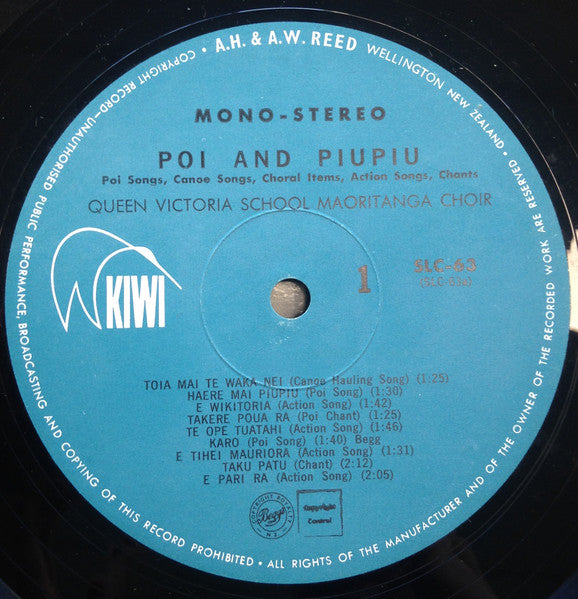 • A.H. & A.W. REED WELLINGTON NEW ZEALAND •
ALL RIGHTS OF THE MANUFACTURER AND OF THE OWNER OF THE RECORDED WORK ARE RESERVED •
COPYRIGHT RECORD—UNAUTHORISED PUBLIC PERFORMANCE, BROADCASTING AND COPYING OF THIS RECORD PROHIBITED •
MONO-STEREO
POI AND PIUPIU
Poi Songs, Canoe Songs, Choral Items, Action Songs, Chants
QUEEN VICTORIA SCHOOL MAORITANGA CHOIR
KIWI
1
SLC-63
TOIA MAI TE WAKA NEI (Canoe Hauling Song) (1:25)
HAERE MAI PIUPIU (Poi Song) (1:30)
E WIKITORIA (Action Song) (1:42)
TAKERE POUA RA (Poi Chant) (1:25)
TE OPE TUATAHI (Action Song) (1:46)
KARO (Poi Song) (1:40) Begg
E TIHEI MAURIORA (Action Song) (1:31)
TAKU PATU (Chant) (2:12)
E PARI RA (Action Song) (2:05)
COPYRIGHT ROYALTY
Beggs
N Z
Copyright
Control